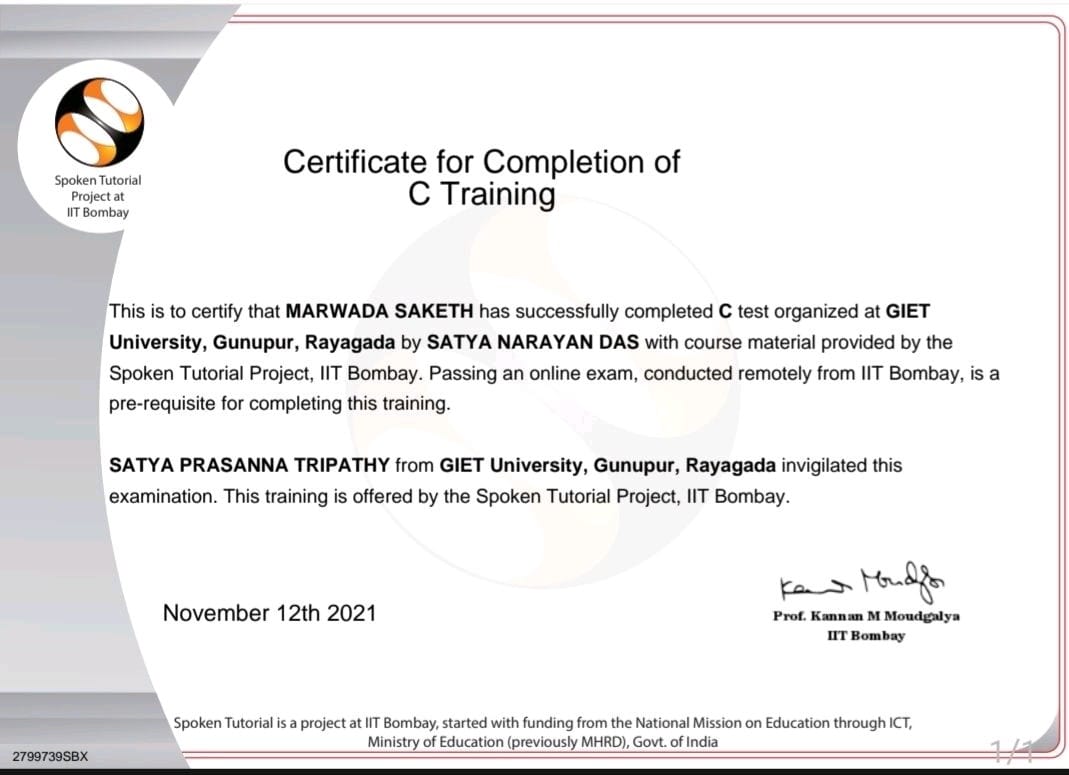 Spoken Tutorial
Project at
IIT Bombay
Certificate for Completion of
C Training
This is to certify that MARWADA SAKETH has successfully completed C test organized at GIET
University, Gunupur, Rayagada by SATYA NARAYAN DAS with course material provided by the
Spoken Tutorial Project, IIT Bombay. Passing an online exam, conducted remotely from IIT Bombay, is a
pre-requisite for completing this training.
SATYA PRASANNA TRIPATHY from GIET University, Gunupur, Rayagada invigilated this
examination. This training is offered by the Spoken Tutorial Project, IIT Bombay.
November 12th 2021
Prof. Kannan M Moudgalya
IIT Bombay
Spoken Tutorial is a project at IIT Bombay, started with funding from the National Mission on Education through ICT,
Ministry of Education (previously MHRD), Govt. of India
2799739SBX
1/1